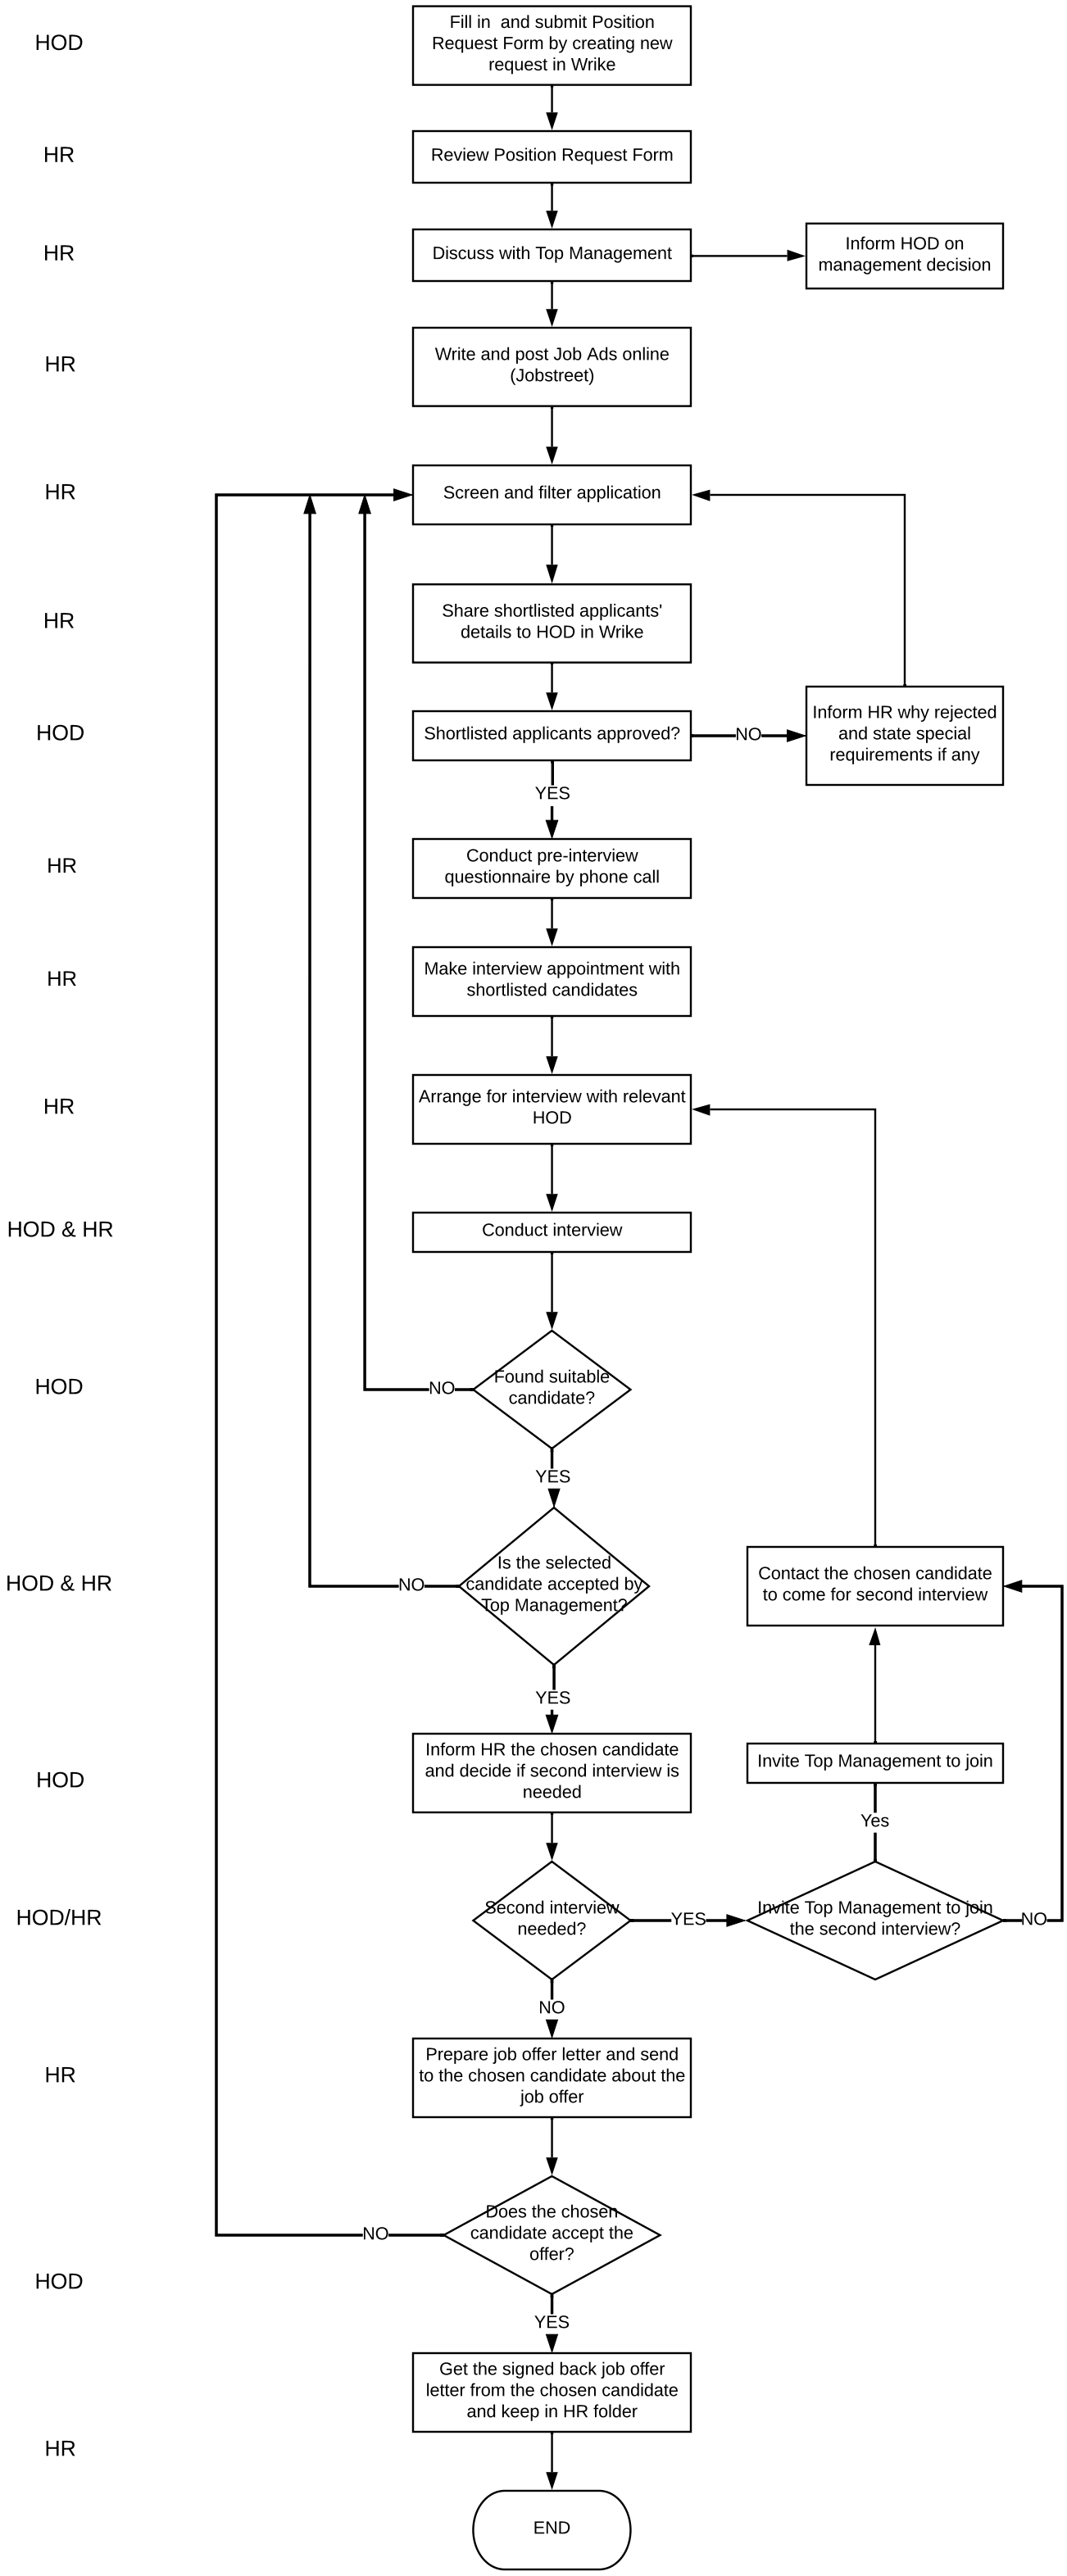 HOD
Fill in  and submit Position
Request Form by creating new
request in Wrike
HR
Review Position Request Form
HR
Discuss with Top Management
Inform HOD on
management decision
HR
Write and post Job Ads online
(Jobstreet)
HR
Screen and filter application
HR
Share shortlisted applicants'
details to HOD in Wrike
HOD
Shortlisted applicants approved?
NO
Inform HR why rejected
and state special
requirements if any
YES
HR
Conduct pre-interview
questionnaire by phone call
HR
Make interview appointment with
shortlisted candidates
HR
Arrange for interview with relevant
HOD
HOD & HR
Conduct interview
HOD
NO
Found suitable
candidate?
YES
HOD & HR
NO
Is the selected
candidate accepted by
Top Management?
Contact the chosen candidate
to come for second interview
YES
HOD
Inform HR the chosen candidate
and decide if second interview is
needed
Invite Top Management to join
Yes
HOD/HR
Second interview
needed?
YES
Invite Top Management to join
the second interview?
NO
NO
HR
Prepare job offer letter and send
to the chosen candidate about the
job offer
NO
Does the chosen
candidate accept the
offer?
HOD
YES
Get the signed back job offer
letter from the chosen candidate
and keep in HR folder
HR
END